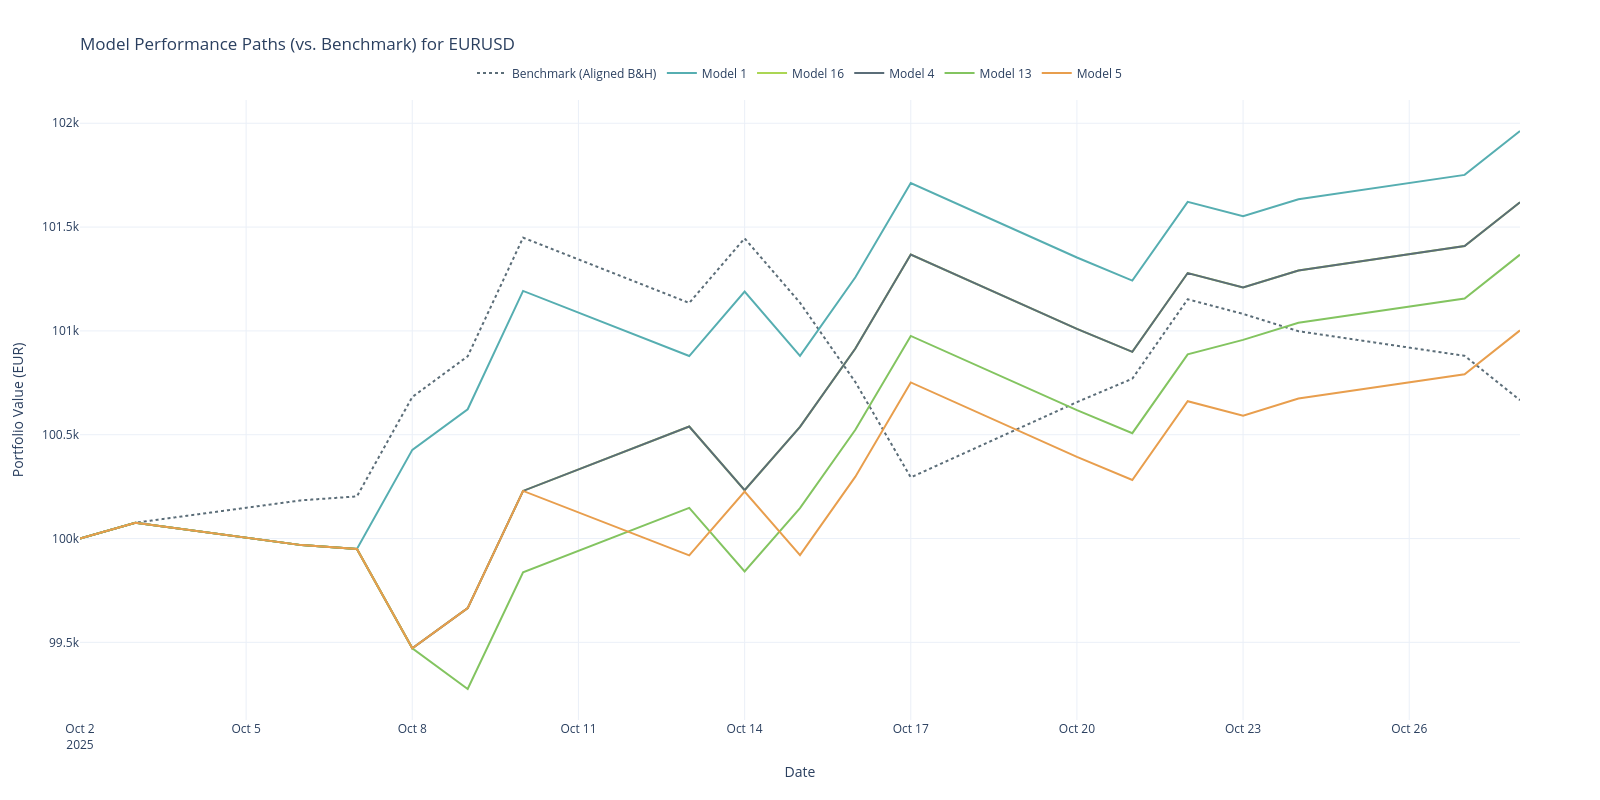 Model Performance Paths (vs. Benchmark) for EURUSD
Benchmark (Aligned B&H) Model 1 Model 16 Model 4 Model 13 Model 5
Portfolio Value (EUR)
102k
101.5k
101k
100.5k
100k
99.5k
Oct 2 Oct 5 Oct 8 Oct 11 Oct 14 Oct 17 Oct 20 Oct 23 Oct 26
2025
Date